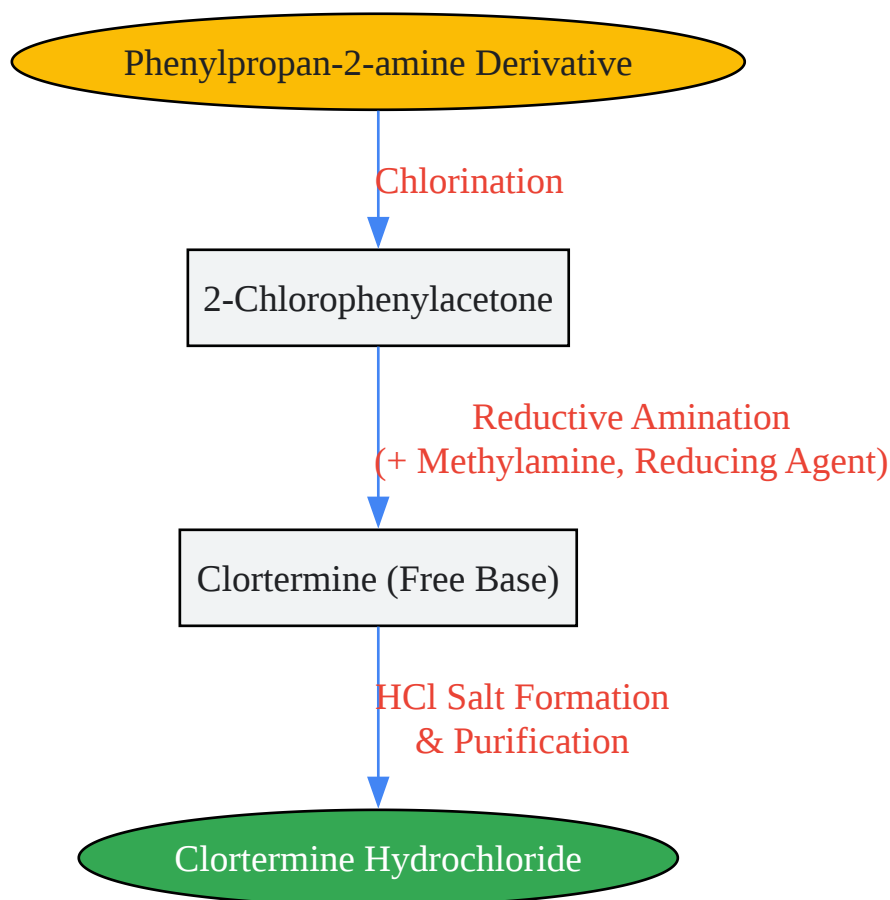 Phenylpropan-2-amine Derivative
Chlorination
2-Chlorophenylacetone
Reductive Amination
(+ Methylamine, Reducing Agent)
Clortermine (Free Base)
HCl Salt Formation
& Purification
Clortermine Hydrochloride